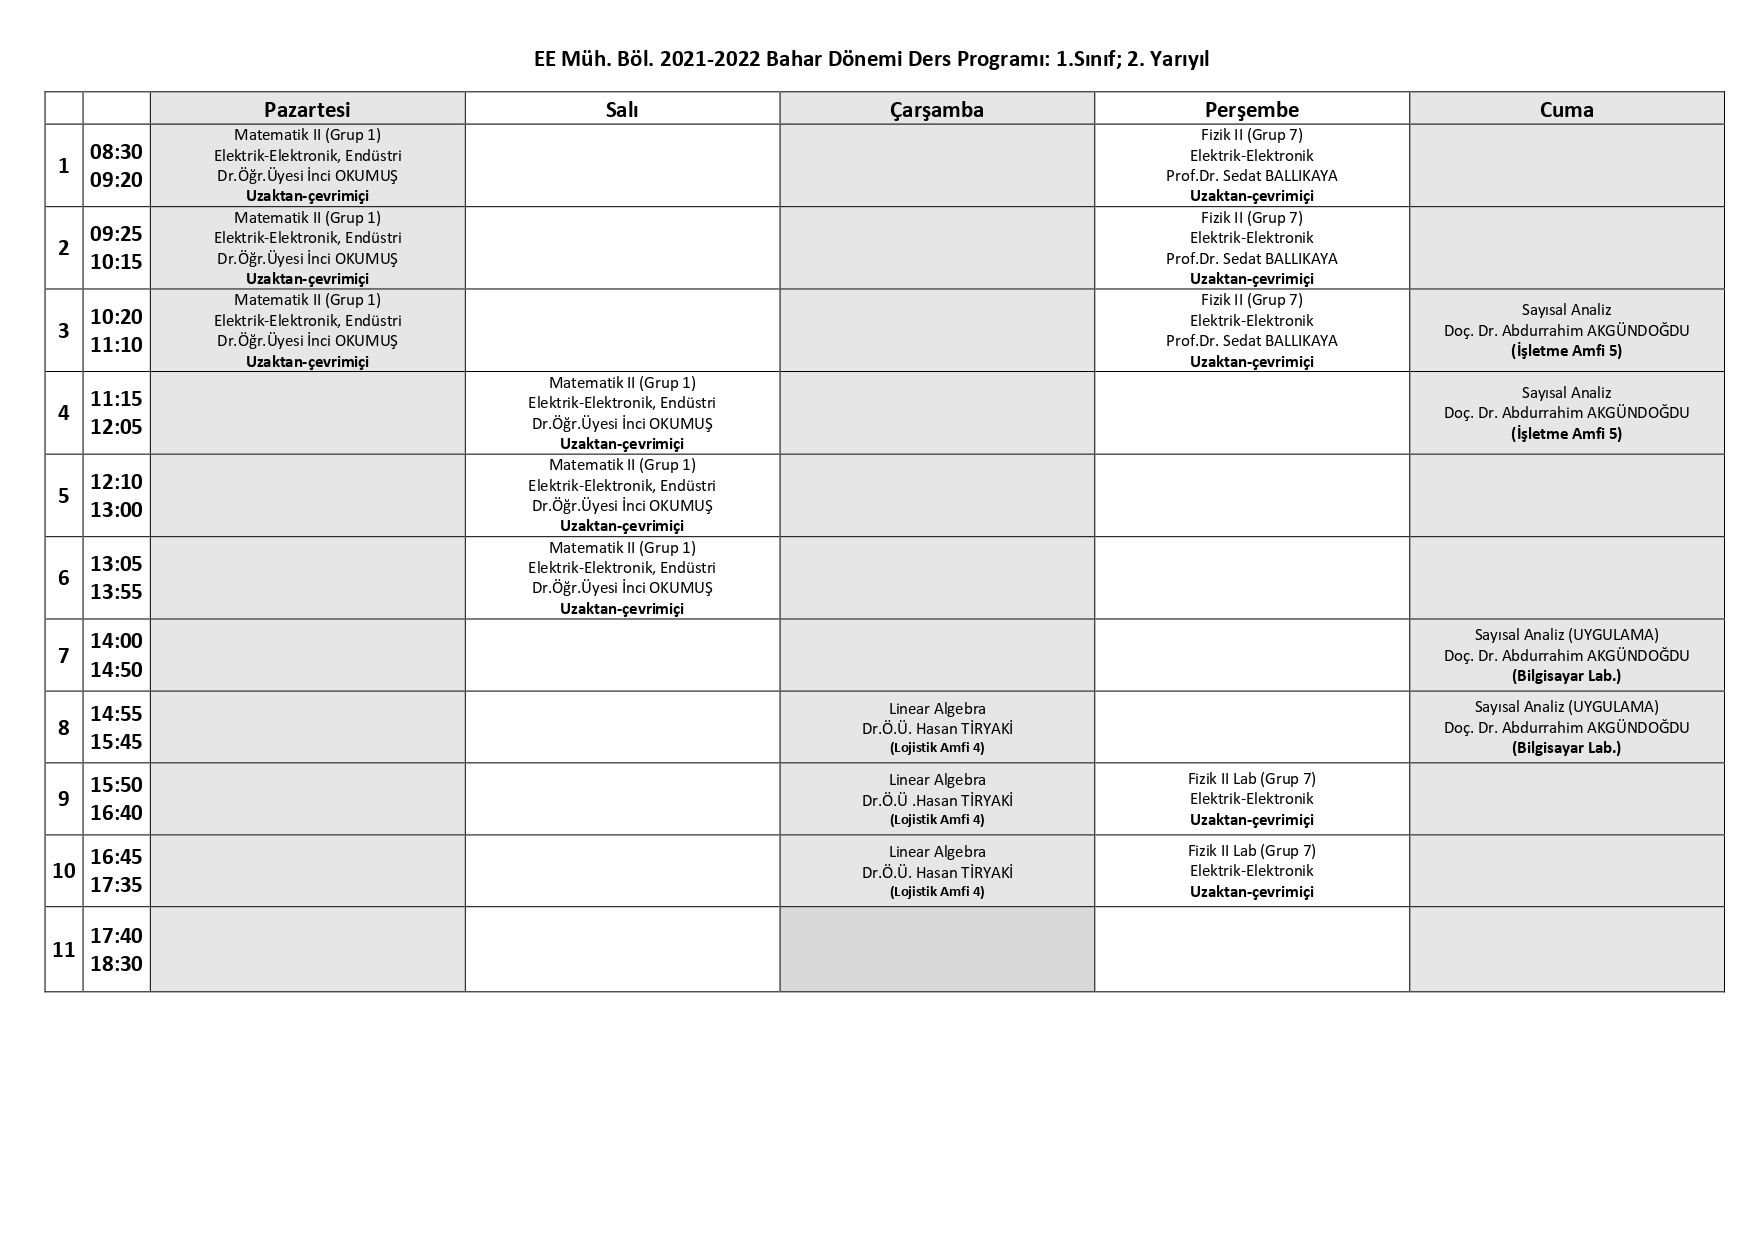 EE Müh. Böl. 2021-2022 Bahar Dönemi Ders Programı: 1.Sınıf; 2. Yarıyıl
Pazartesi Salı Çarşamba Perşembe Cuma
1
08:30
09:20
Matematik II (Grup 1)
Elektrik-Elektronik, Endüstri
Dr.Öğr.Üyesi İnci OKUMUŞ
Uzaktan-çevrimiçi
Fizik II (Grup 7)
Elektrik-Elektronik
Prof.Dr. Sedat BALLIKAYA
Uzaktan-çevrimiçi
2
09:25
10:15
Matematik II (Grup 1)
Elektrik-Elektronik, Endüstri
Dr.Öğr.Üyesi İnci OKUMUŞ
Uzaktan-çevrimiçi
Fizik II (Grup 7)
Elektrik-Elektronik
Prof.Dr. Sedat BALLIKAYA
Uzaktan-çevrimiçi
3
10:20
11:10
Matematik II (Grup 1)
Elektrik-Elektronik, Endüstri
Dr.Öğr.Üyesi İnci OKUMUŞ
Uzaktan-çevrimiçi
Fizik II (Grup 7)
Elektrik-Elektronik
Prof.Dr. Sedat BALLIKAYA
Uzaktan-çevrimiçi
Sayısal Analiz
Doç. Dr. Abdurrahim AKGÜNDOĞDU
(İşletme Amfi 5)
4
11:15
12:05
Matematik II (Grup 1)
Elektrik-Elektronik, Endüstri
Dr.Öğr.Üyesi İnci OKUMUŞ
Uzaktan-çevrimiçi
Sayısal Analiz
Doç. Dr. Abdurrahim AKGÜNDOĞDU
(İşletme Amfi 5)
5
12:10
13:00
Matematik II (Grup 1)
Elektrik-Elektronik, Endüstri
Dr.Öğr.Üyesi İnci OKUMUŞ
Uzaktan-çevrimiçi
6
13:05
13:55
Matematik II (Grup 1)
Elektrik-Elektronik, Endüstri
Dr.Öğr.Üyesi İnci OKUMUŞ
Uzaktan-çevrimiçi
7
14:00
14:50
Sayısal Analiz (UYGULAMA)
Doç. Dr. Abdurrahim AKGÜNDOĞDU
(Bilgisayar Lab.)
8
14:55
15:45
Linear Algebra
Dr.Ö.Ü. Hasan TİRYAKİ
(Lojistik Amfi 4)
Sayısal Analiz (UYGULAMA)
Doç. Dr. Abdurrahim AKGÜNDOĞDU
(Bilgisayar Lab.)
9
15:50
16:40
Linear Algebra
Dr.Ö.Ü .Hasan TİRYAKİ
(Lojistik Amfi 4)
Fizik II Lab (Grup 7)
Elektrik-Elektronik
Uzaktan-çevrimiçi
10
16:45
17:35
Linear Algebra
Dr.Ö.Ü. Hasan TİRYAKİ
(Lojistik Amfi 4)
Fizik II Lab (Grup 7)
Elektrik-Elektronik
Uzaktan-çevrimiçi
11
17:40
18:30